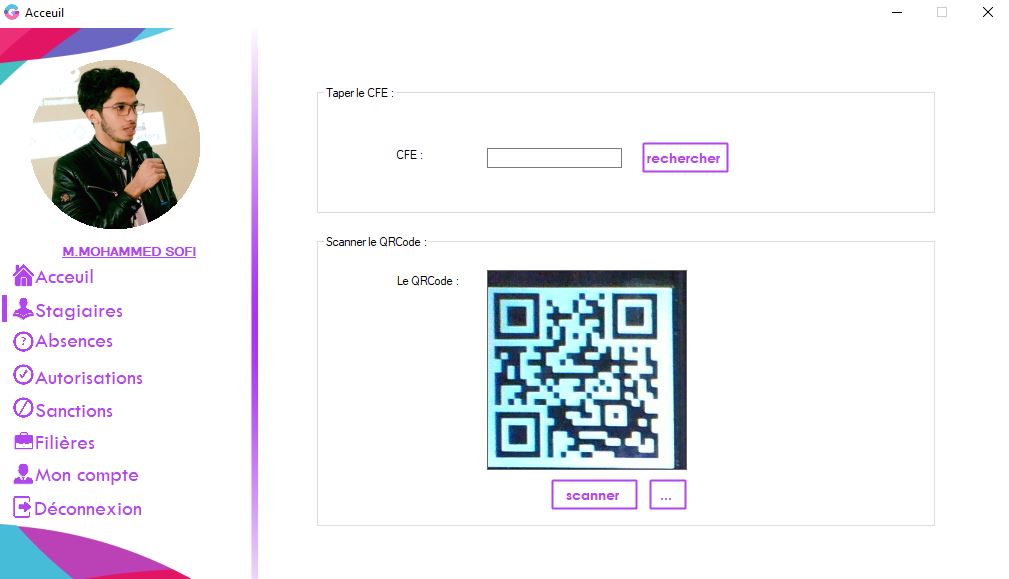 Acceuil
M.MOHAMMED SOFI
Acceuil
Stagiaires
Absences
Autorisations
Sanctions
Filières
Mon compte
Déconnexion
Taper le CFE :
CFE :
rechercher
Scanner le QRCode :
Le QRCode :
scanner
...